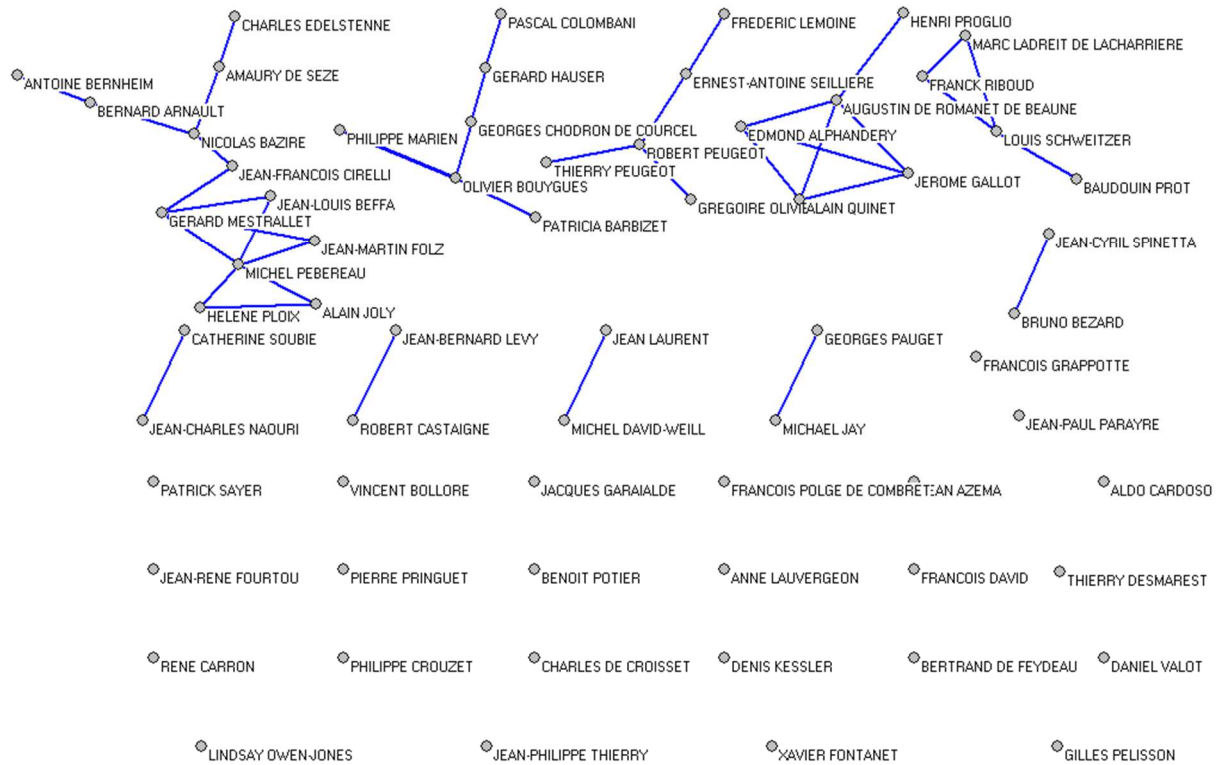 CHARLES EDELSTENNE
PASCAL COLOMBANI
FREDERIC LEMOINE
HENRI PROGLIO
MARC LADREIT DE LACHARRIERE
AMAURY DE SEZE
GERARD HAUSER
ANTOINE BERNHEIM
ERNEST-ANTOINE SEILLIERE
FRANCK RIBOUD
BERNARD ARNAULT
AUGUSTIN DE ROMANET DE BEAUNE
NICOLAS BAZIRE
PHILIPPE MARIEN
GEORGES CHODRON DE COURCEL
EDMOND ALPHANDERY
LOUIS SCHWEITZER
ROBERT PEUGEOT
JEAN-FRANCOIS CIRELLI
THIERRY PEUGEOT
OLIVIER BOUYGUES
JEROME GALLOT
BAUDOUIN PROT
JEAN-LOUIS BEFFA
GREGOIRE OLIVI
ALAIN QUINET
GERARD MESTRALLET
PATRICIA BARBIZET
JEAN-MARTIN FOLZ
JEAN-CYRIL SPINETTA
MICHEL PEBEREAU
HELENE PLOIX
ALAIN JOLY
BRUNO BEZARD
CATHERINE SOUBIE
JEAN-BERNARD LEVY
JEAN LAURENT
GEORGES PAUGET
FRANCOIS GRAPPOTTE
JEAN-CHARLES NAOURI
ROBERT CASTAIGNE
MICHEL DAVID-WEILL
MICHAEL JAY
JEAN-PAUL PARAYRE
PATRICK SAYER
VINCENT BOLLORE
JACQUES GARAIALDE
FRANCOIS POLGE DE COMBRET
EAN AZEMA
ALDO CARDOSO
JEAN-RENE FOURTOU
PIERRE PRINGUET
BENOIT POTIER
ANNE LAUVERGEON
FRANCOIS DAVID
THIERRY DESMAREST
RENE CARRON
PHILIPPE CROUZET
CHARLES DE CROISSET
DENIS KESSLER
BERTRAND DE FEYDEAU
DANIEL VALOT
LINDSAY OWEN-JONES
JEAN-PHILIPPE THIERRY
XAVIER FONTANET
GILLES PELISSON